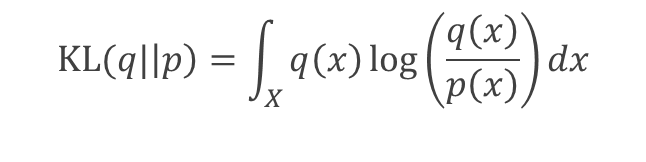 KL(q||p) = ∫_X q(x) log(q(x)/p(x)) dx